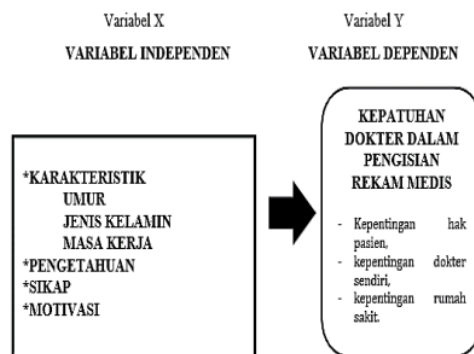 Variabel X
VARIABEL INDEPENDEN
*KARAKTERISTIK
UMUR
JENIS KELAMIN
MASA KERJA
*PENGETAHUAN
*SIKAP
*MOTIVASI
Variabel Y
VARIABEL DEPENDEN
KEPATUHAN
DOKTER DALAM
PENGISIAN
REKAM MEDIS
- Kepentingan hak
pasien,
- kepentingan dokter
sendiri,
- kepentingan rumah
sakit.